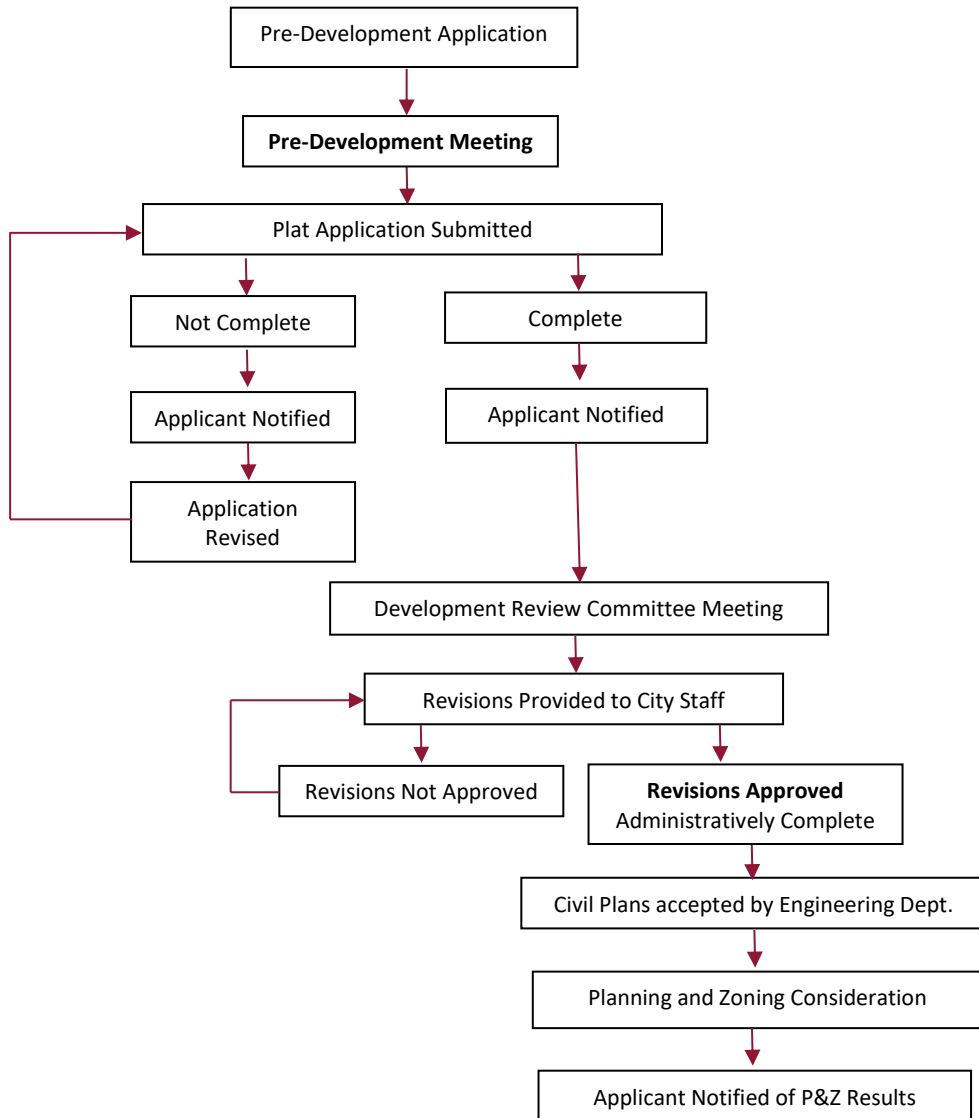 Pre-Development Application
Pre-Development Meeting
Plat Application Submitted
Not Complete
Complete
Applicant Notified
Applicant Notified
Application
Revised
Development Review Committee Meeting
Revisions Provided to City Staff
Revisions Not Approved
Revisions Approved
Administratively Complete
Civil Plans accepted by Engineering Dept.
Planning and Zoning Consideration
Applicant Notified of P&Z Results